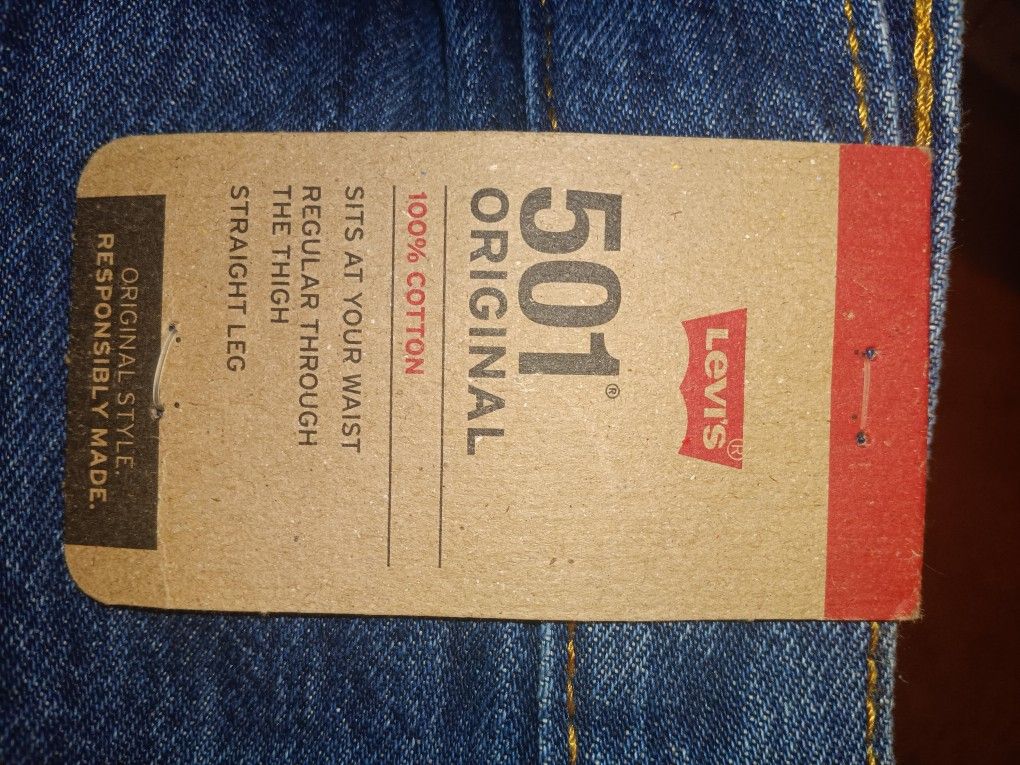 Levi's®
501®
ORIGINAL
100% COTTON
SITS AT YOUR WAIST
REGULAR THROUGH
THE THIGH
STRAIGHT LEG
ORIGINAL STYLE.
RESPONSIBLY MADE.